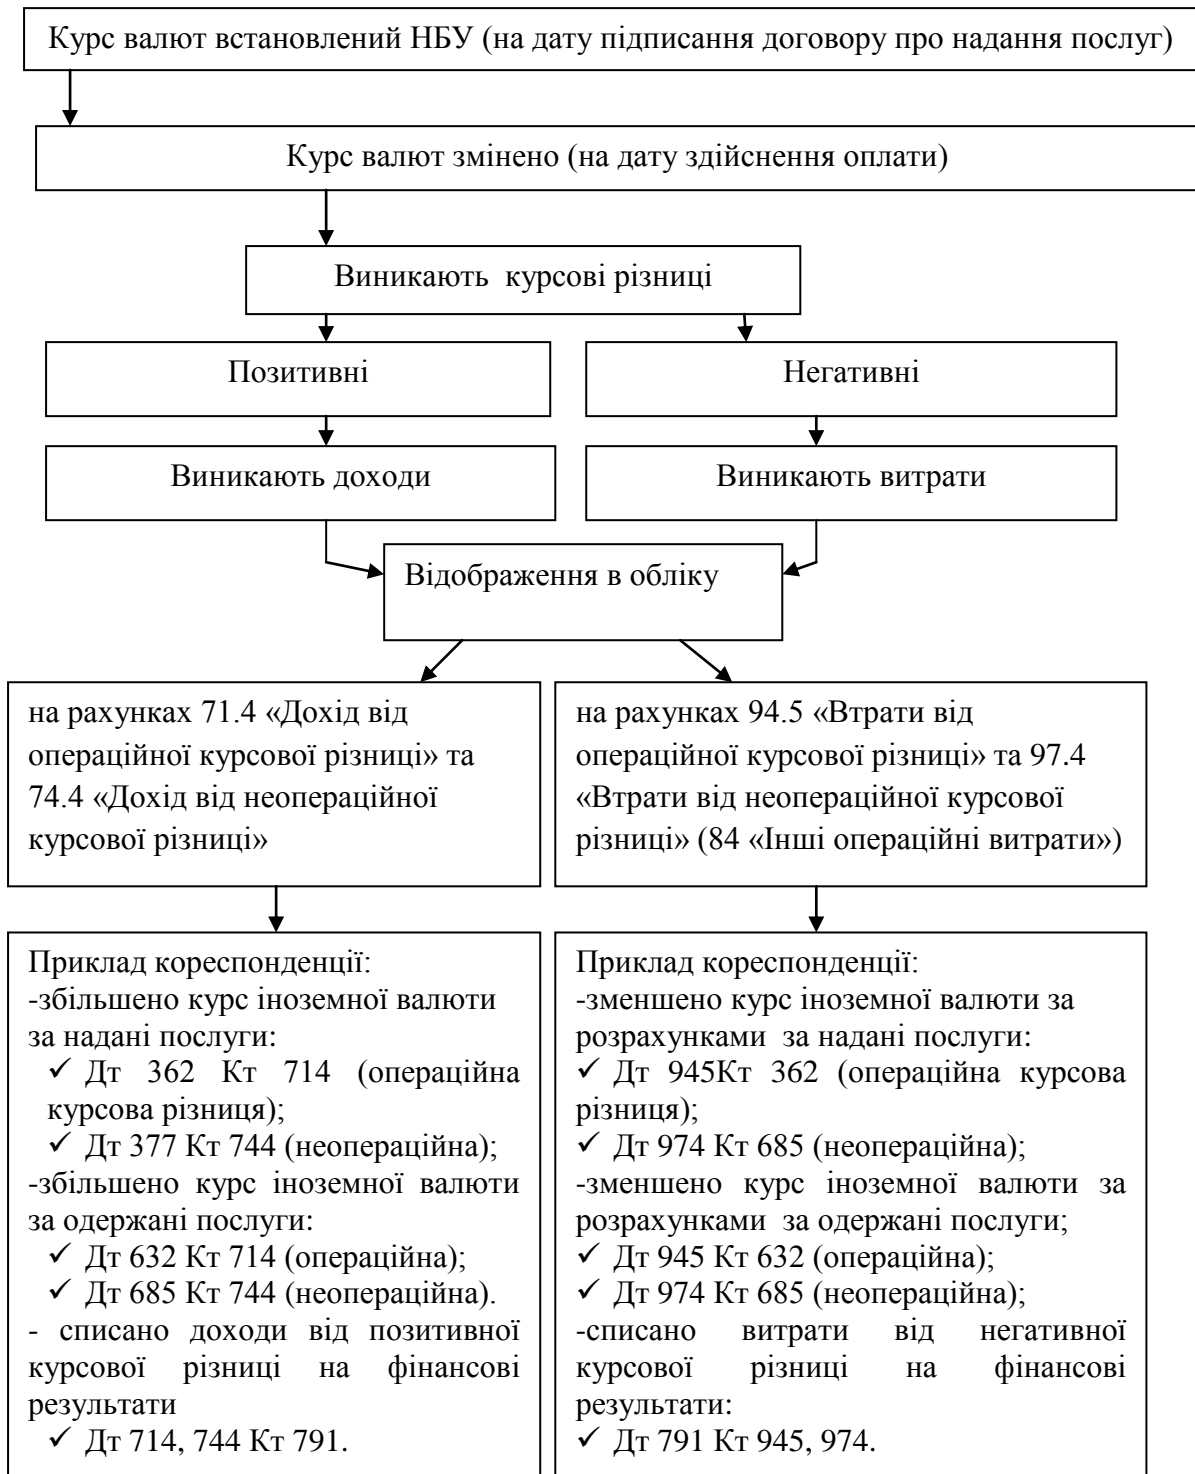 Курс валют встановлений НБУ (на дату підписання договору про надання послуг)
Курс валют змінено (на дату здійснення оплати)
Виникають курсові різниці
Позитивні
Негативні
Виникають доходи
Виникають витрати
Відображення в обліку
на рахунках 71.4 «Дохід від
операційної курсової різниці» та
74.4 «Дохід від неопераційної
курсової різниці»
на рахунках 94.5 «Втрати від
операційної курсової різниці» та 97.4
«Втрати від неопераційної курсової
різниці» (84 «Інші операційні витрати»)
Приклад кореспонденції:
-збільшено курс іноземної валюти
за надані послуги:
✓ Дт 362 Кт 714 (операційна
курсова різниця);
✓ Дт 377 Кт 744 (неопераційна);
-збільшено курс іноземної валюти
за одержані послуги:
✓ Дт 632 Кт 714 (операційна);
✓ Дт 685 Кт 744 (неопераційна).
- списано доходи від позитивної
курсової різниці на фінансові
результати
✓ Дт 714, 744 Кт 791.
Приклад кореспонденції:
-зменшено курс іноземної валюти за
розрахунками за надані послуги:
✓ Дт 945Кт 362 (операційна курсова
різниця);
✓ Дт 974 Кт 685 (неопераційна);
-зменшено курс іноземної валюти за
розрахунками за одержані послуги;
✓ Дт 945 Кт 632 (операційна);
✓ Дт 974 Кт 685 (неопераційна);
-списано витрати від негативної
курсової різниці на фінансові
результати:
✓ Дт 791 Кт 945, 974.